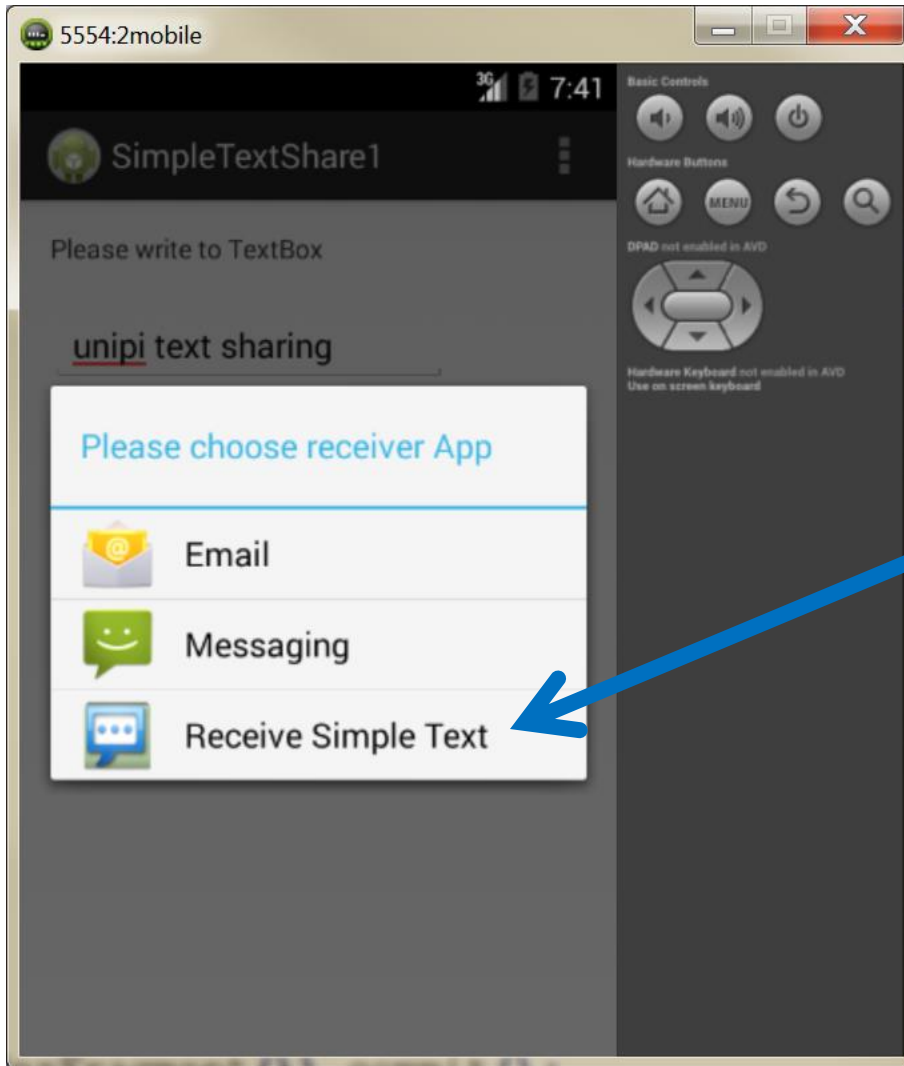 5554:2mobile
3G 7:41
SimpleTextShare1
Please write to TextBox
unipi text sharing
Please choose receiver App
Email
Messaging
Receive Simple Text
Basic Controls
Hardware Buttons
MENU
DPAD not enabled in AVD
Hardware Keyboard not enabled in AVD
Use on screen keyboard